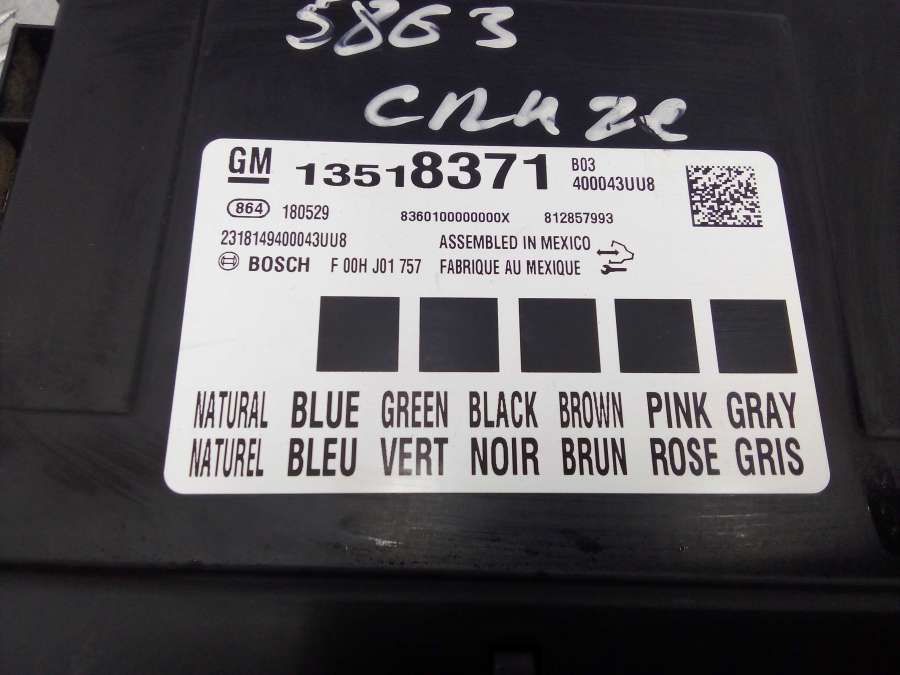 5863
cruze
GM 13518371 B03
400043UU8
864 180529 8360100000000X 812857993
2318149400043UU8 ASSEMBLED IN MEXICO
BOSCH F 00H J01 757 FABRIQUE AU MEXIQUE
NATURAL BLUE GREEN BLACK BROWN PINK GRAY
NATUREL BLEU VERT NOIR BRUN ROSE GRIS